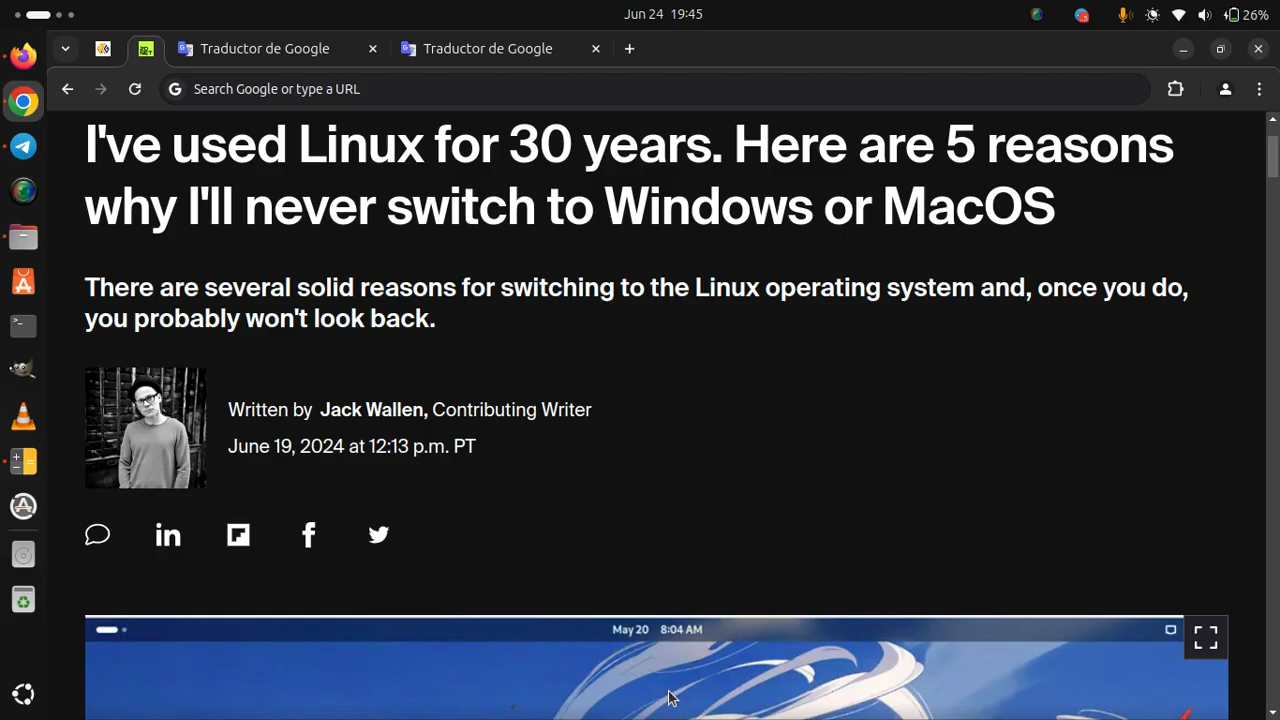 Jun 24 19:45
26%
Traducteur de Google
Traductor de Google
Search Google or type a URL
I've used Linux for 30 years. Here are 5 reasons
why I'll never switch to Windows or MacOS
There are several solid reasons for switching to the Linux operating system and, once you do,
you probably won't look back.
Written by Jack Wallen, Contributing Writer
June 19, 2024 at 12:13 p.m. PT
May 20 8:04 AM